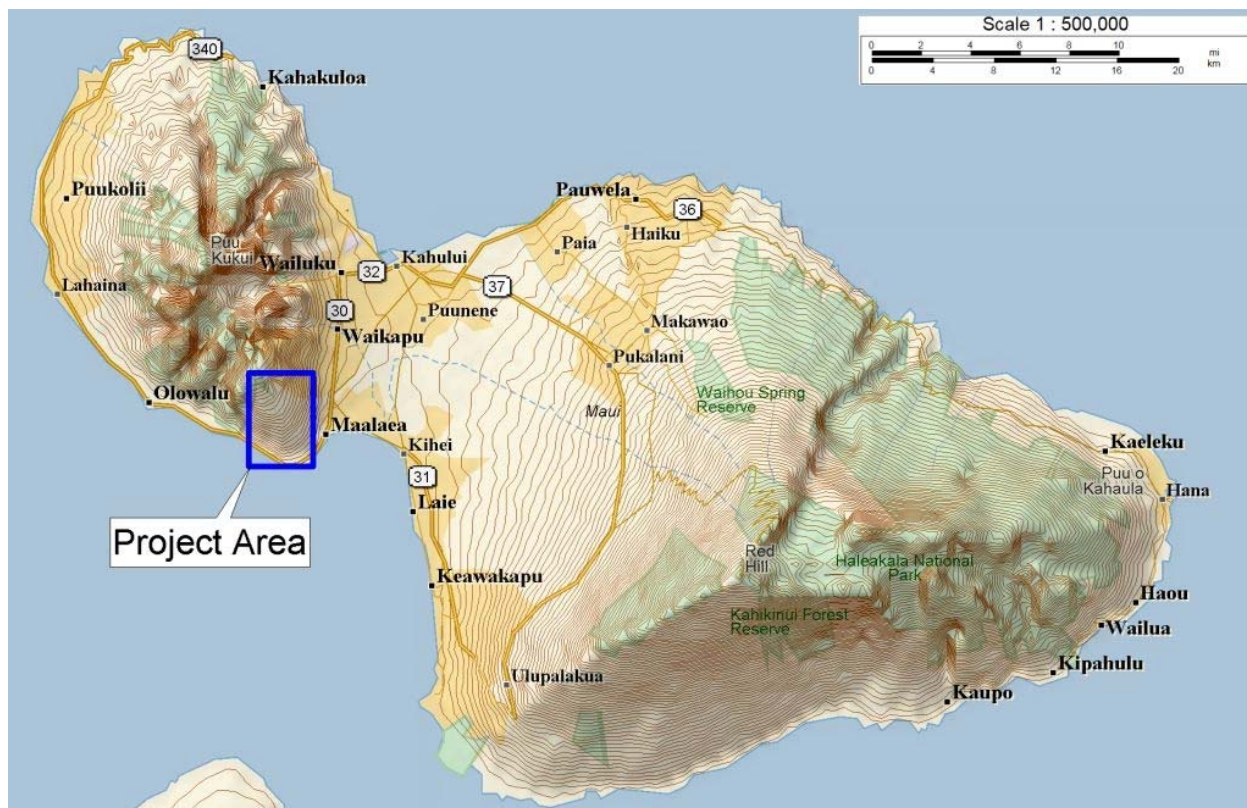 Scale 1 : 500,000
0 2 4 6 8 10
mi
0 4 8 12 16 20
km
340
Kahakuloa
Puukolii
Pauwela
36
Haiku
Paia
Puu
Kukui
Wailuku
32
Kahului
37
Lahaina
30
Puunene
Waikapu
Makawao
Pukalani
Olowalu
Waihou Spring
Reserve
Maui
Maalaea
Kihei
Kaeleku
31
Puu o
Kahaula
Hana
Laie
Project Area
Red
Hill
Haleakala National
Park
Keawakapu
Haou
Kahikinui Forest
Reserve
Wailua
Kipahulu
Ulupalakua
Kaupo